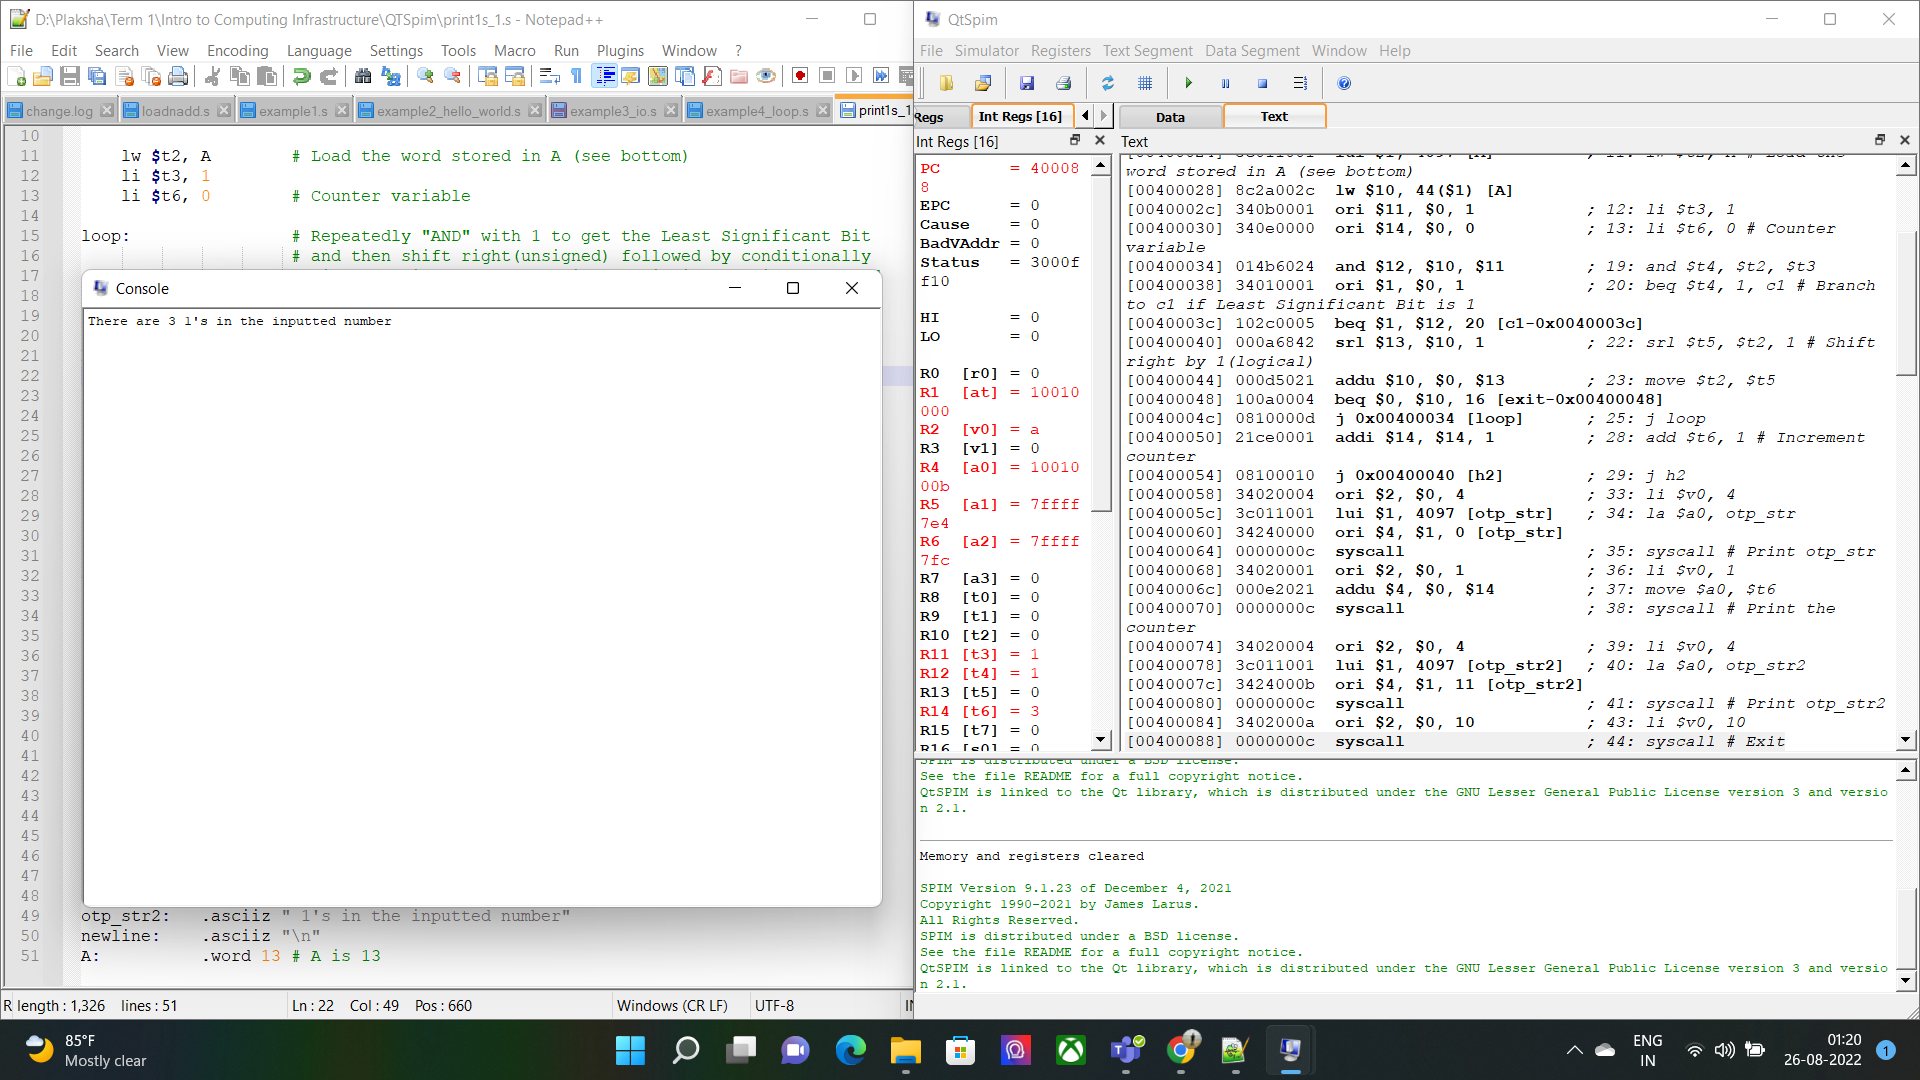 D:\Plaksha\Term 1\Intro to Computing Infrastructure\QTSpim\print1s_1.s - Notepad++
File Edit Search View Encoding Language Settings Tools Macro Run Plugins Window ?
change.log loadnadd.s example1.s example2_hello_world.s example3_io.s example4_loop.s print1s_1
10
11 lw $t2, A # Load the word stored in A (see bottom)
12 li $t3, 1
13 li $t6, 0 # Counter variable
14
15 loop: # Repeatedly "AND" with 1 to get the Least Significant Bit
16 # and then shift right(unsigned) followed by conditionally
17
18
19
20
21
22
23
24
25
26
27
28
29
30
31
32
33
34
35
36
37
38
39
40
41
42
43
44
45
46
47
48
49 otp_str2: .asciiz " 1's in the inputted number"
50 newline: .asciiz "\n"
51 A: .word 13 # A is 13
Console
There are 3 1's in the inputted number
R length : 1,326 lines : 51 Ln : 22 Col : 49 Pos : 660 Windows (CR LF) UTF-8
QtSpim
File Simulator Registers Text Segment Data Segment Window Help
Regs Int Regs [16] Data Text
Int Regs [16]
PC = 40008
8
EPC = 0
Cause = 0
BadVAddr = 0
Status = 3000f
f10
HI = 0
LO = 0
R0 [r0] = 0
R1 [at] = 10010
000
R2 [v0] = a
R3 [v1] = 0
R4 [a0] = 10010
00b
R5 [a1] = 7ffff
7e4
R6 [a2] = 7ffff
7fc
R7 [a3] = 0
R8 [t0] = 0
R9 [t1] = 0
R10 [t2] = 0
R11 [t3] = 1
R12 [t4] = 1
R13 [t5] = 0
R14 [t6] = 3
R15 [t7] = 0
R16 [s0] = 0
Text
word stored in A (see bottom)
[00400028] 8c2a002c lw $10, 44($1) [A]
[0040002c] 340b0001 ori $11, $0, 1 ; 12: li $t3, 1
[00400030] 340e0000 ori $14, $0, 0 ; 13: li $t6, 0 # Counter
variable
[00400034] 014b6024 and $12, $10, $11 ; 19: and $t4, $t2, $t3
[00400038] 34010001 ori $1, $0, 1 ; 20: beq $t4, 1, c1 # Branch
to c1 if Least Significant Bit is 1
[0040003c] 102c0005 beq $1, $12, 20 [c1-0x0040003c]
[00400040] 000a6842 srl $13, $10, 1 ; 22: srl $t5, $t2, 1 # Shift
right by 1(logical)
[00400044] 000d5021 addu $10, $0, $13 ; 23: move $t2, $t5
[00400048] 100a0004 beq $0, $10, 16 [exit-0x00400048]
[0040004c] 0810000d j 0x00400034 [loop] ; 25: j loop
[00400050] 21ce0001 addi $14, $14, 1 ; 28: add $t6, 1 # Increment
counter
[00400054] 08100010 j 0x00400040 [h2] ; 29: j h2
[00400058] 34020004 ori $2, $0, 4 ; 33: li $v0, 4
[0040005c] 3c011001 lui $1, 4097 [otp_str] ; 34: la $a0, otp_str
[00400060] 34240000 ori $4, $1, 0 [otp_str]
[00400064] 0000000c syscall ; 35: syscall # Print otp_str
[00400068] 34020001 ori $2, $0, 1 ; 36: li $v0, 1
[0040006c] 000e2021 addu $4, $0, $14 ; 37: move $a0, $t6
[00400070] 0000000c syscall ; 38: syscall # Print the
counter
[00400074] 34020004 ori $2, $0, 4 ; 39: li $v0, 4
[00400078] 3c011001 lui $1, 4097 [otp_str2] ; 40: la $a0, otp_str2
[0040007c] 3424000b ori $4, $1, 11 [otp_str2]
[00400080] 0000000c syscall ; 41: syscall # Print otp_str2
[00400084] 3402000a ori $2, $0, 10 ; 43: li $v0, 10
[00400088] 0000000c syscall ; 44: syscall # Exit
SPIM is distributed under a BSD license.
See the file README for a full copyright notice.
QtSPIM is linked to the Qt library, which is distributed under the GNU Lesser General Public License version 3 and versio
n 2.1.
Memory and registers cleared
SPIM Version 9.1.23 of December 4, 2021
Copyright 1990-2021 by James Larus.
All Rights Reserved.
SPIM is distributed under a BSD license.
See the file README for a full copyright notice.
QtSPIM is linked to the Qt library, which is distributed under the GNU Lesser General Public License version 3 and versio
n 2.1.
85°F
Mostly clear
ENG
IN
01:20
26-08-2022
1